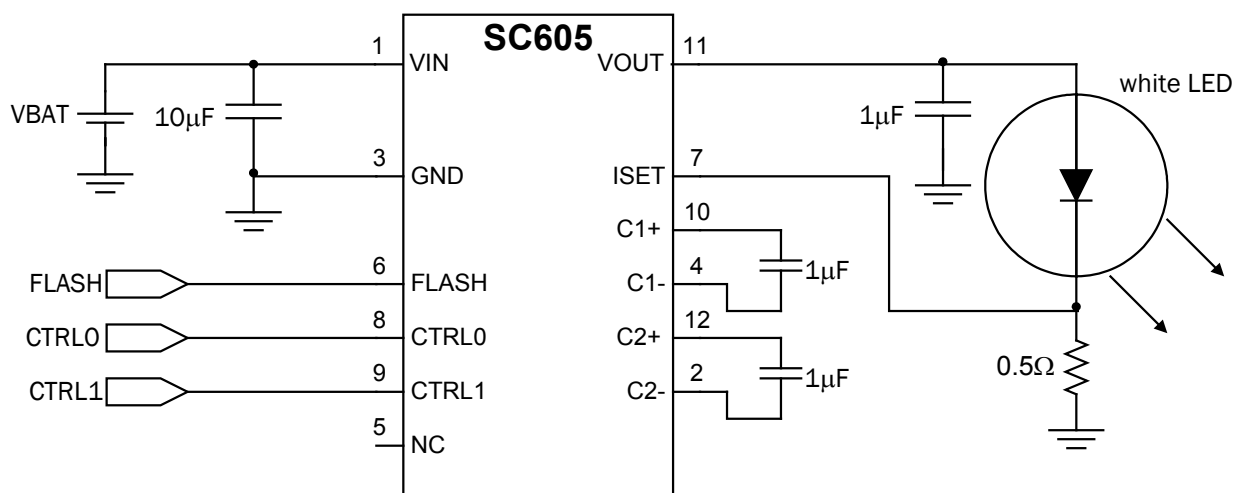 SC605
1
VIN
VOUT
11
white LED
VBAT
10μF
1μF
3
GND
ISET
7
C1+
10
FLASH
6
FLASH
C1-
4
1μF
CTRL0
8
CTRL0
C2+
12
CTRL1
9
CTRL1
C2-
2
1μF
0.5Ω
5
NC